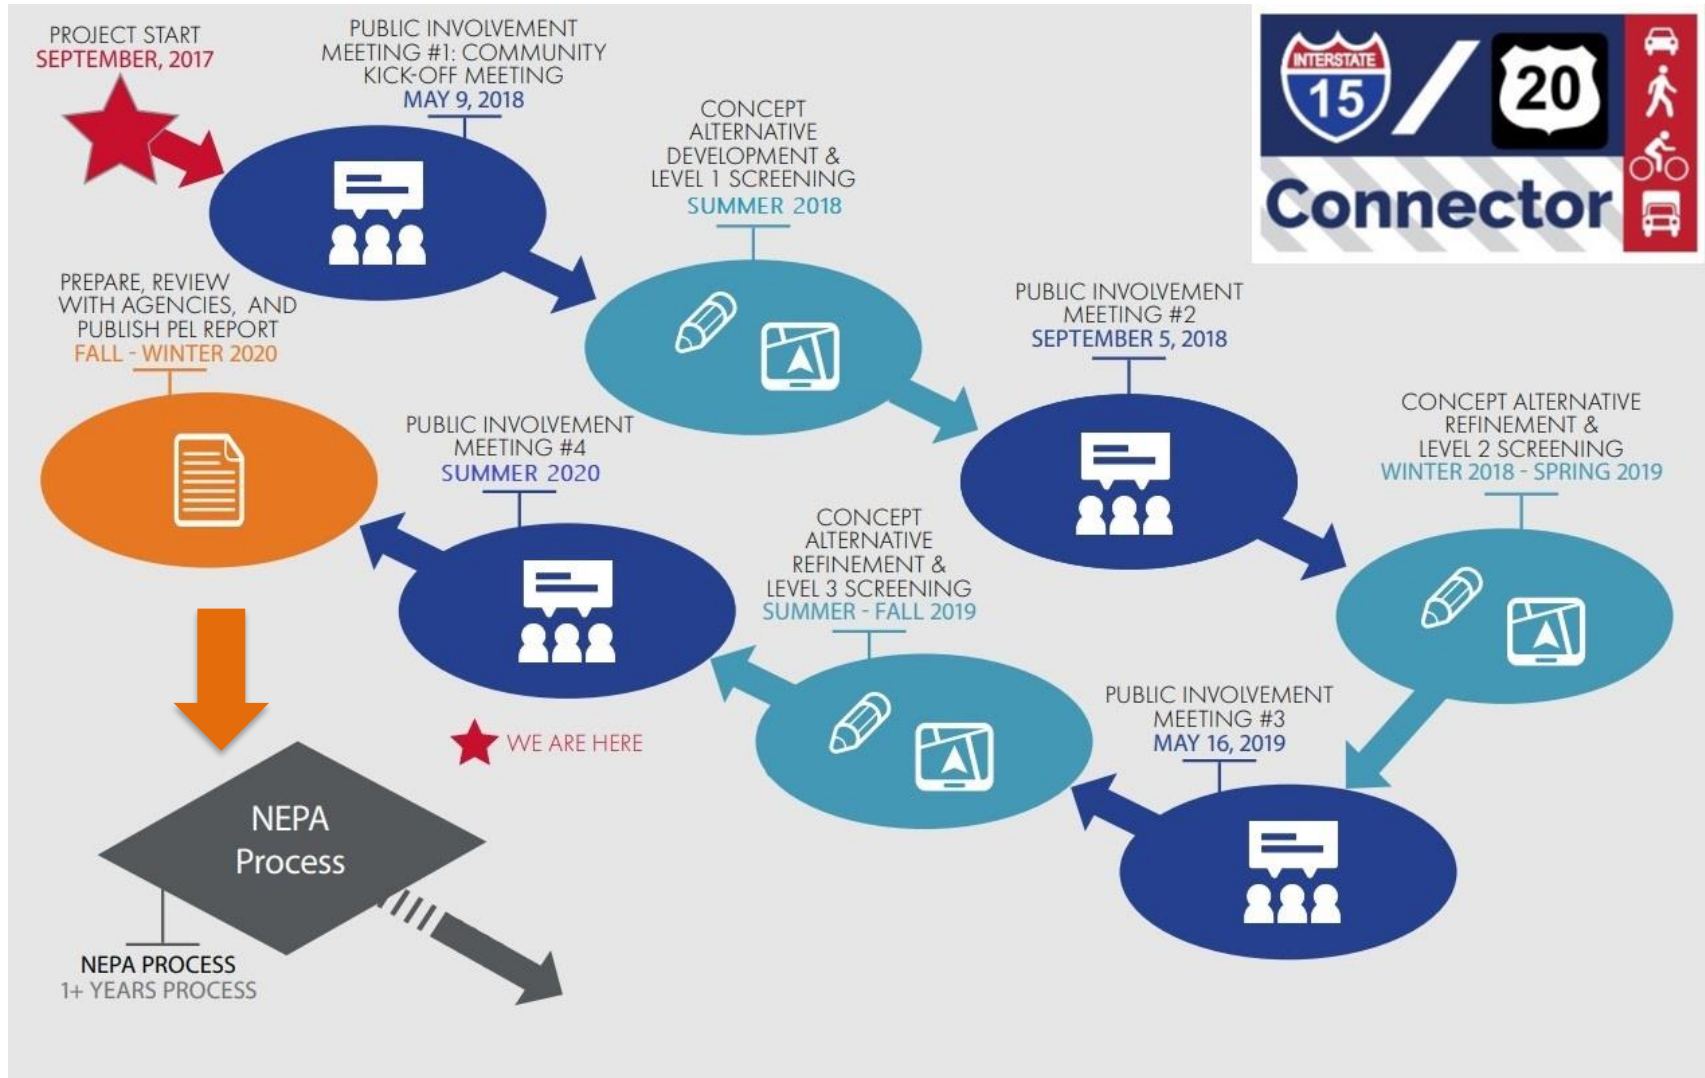 PROJECT START
SEPTEMBER, 2017
PUBLIC INVOLVEMENT
MEETING #1: COMMUNITY
KICK-OFF MEETING
MAY 9, 2018
CONCEPT
ALTERNATIVE
DEVELOPMENT &
LEVEL 1 SCREENING
SUMMER 2018
INTERSTATE
15
20
Connector
PUBLIC INVOLVEMENT
MEETING #2
SEPTEMBER 5, 2018
CONCEPT ALTERNATIVE
REFINEMENT &
LEVEL 2 SCREENING
WINTER 2018 - SPRING 2019
PUBLIC INVOLVEMENT
MEETING #3
MAY 16, 2019
CONCEPT
ALTERNATIVE
REFINEMENT &
LEVEL 3 SCREENING
SUMMER - FALL 2019
PUBLIC INVOLVEMENT
MEETING #4
SUMMER 2020
WE ARE HERE
PREPARE, REVIEW
WITH AGENCIES, AND
PUBLISH PEL REPORT
FALL - WINTER 2020
NEPA
Process
NEPA PROCESS
1+ YEARS PROCESS